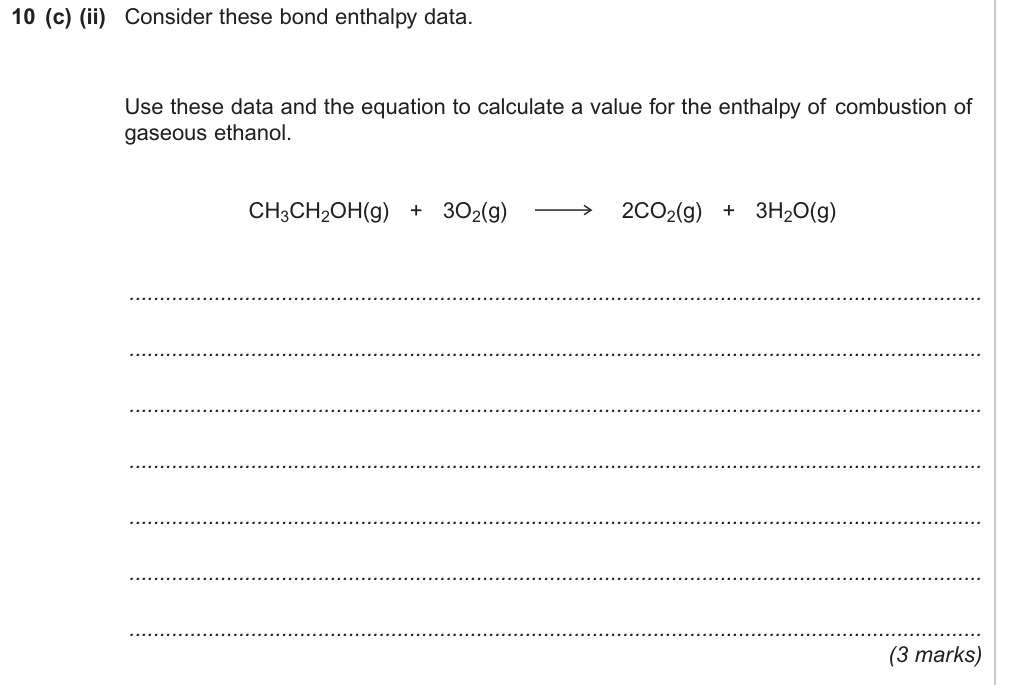 10 (c) (ii) Consider these bond enthalpy data.
Use these data and the equation to calculate a value for the enthalpy of combustion of
gaseous ethanol.
CH₃CH₂OH(g) + 3O₂(g) ⟶ 2CO₂(g) + 3H₂O(g)
(3 marks)